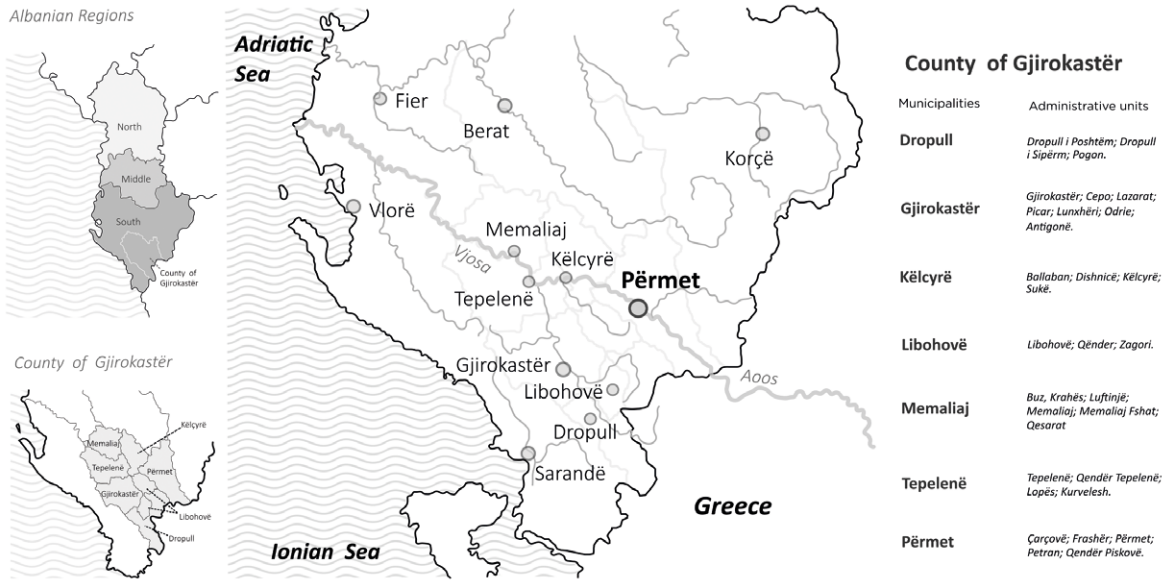 Albanian Regions
North
Middle
South
County of
Gjirokastër
County of Gjirokastër
Këlcyrë
Memaliaj
Tepelenë
Përmet
Gjirokastër
Libohovë
Dropull
Adriatic
Sea
Fier
Berat
Korçë
Vlorë
Memaliaj
Vjosa
Këlcyrë
Tepelenë
Përmet
Gjirokastër
Libohovë
Aoos
Dropull
Sarandë
Greece
Ionian Sea
County of Gjirokastër
Municipalities
Administrative units
Dropull
Dropull i Poshtëm; Dropull
i Sipërm; Pogon.
Gjirokastër
Gjirokastër; Cepo; Lazarat;
Picar; Lunxhëri; Odrie;
Antigonë.
Këlcyrë
Ballaban; Dishnicë; Këlcyrë;
Sukë.
Libohovë
Libohovë; Qënder; Zagori.
Memaliaj
Buz, Krahës; Luftinjë;
Memaliaj; Memaliaj Fshat;
Qesarat
Tepelenë
Tepelenë; Qendër Tepelenë;
Lopës; Kurvelesh.
Përmet
Çarçovë; Frashër; Përmet;
Petran; Qendër Piskovë.